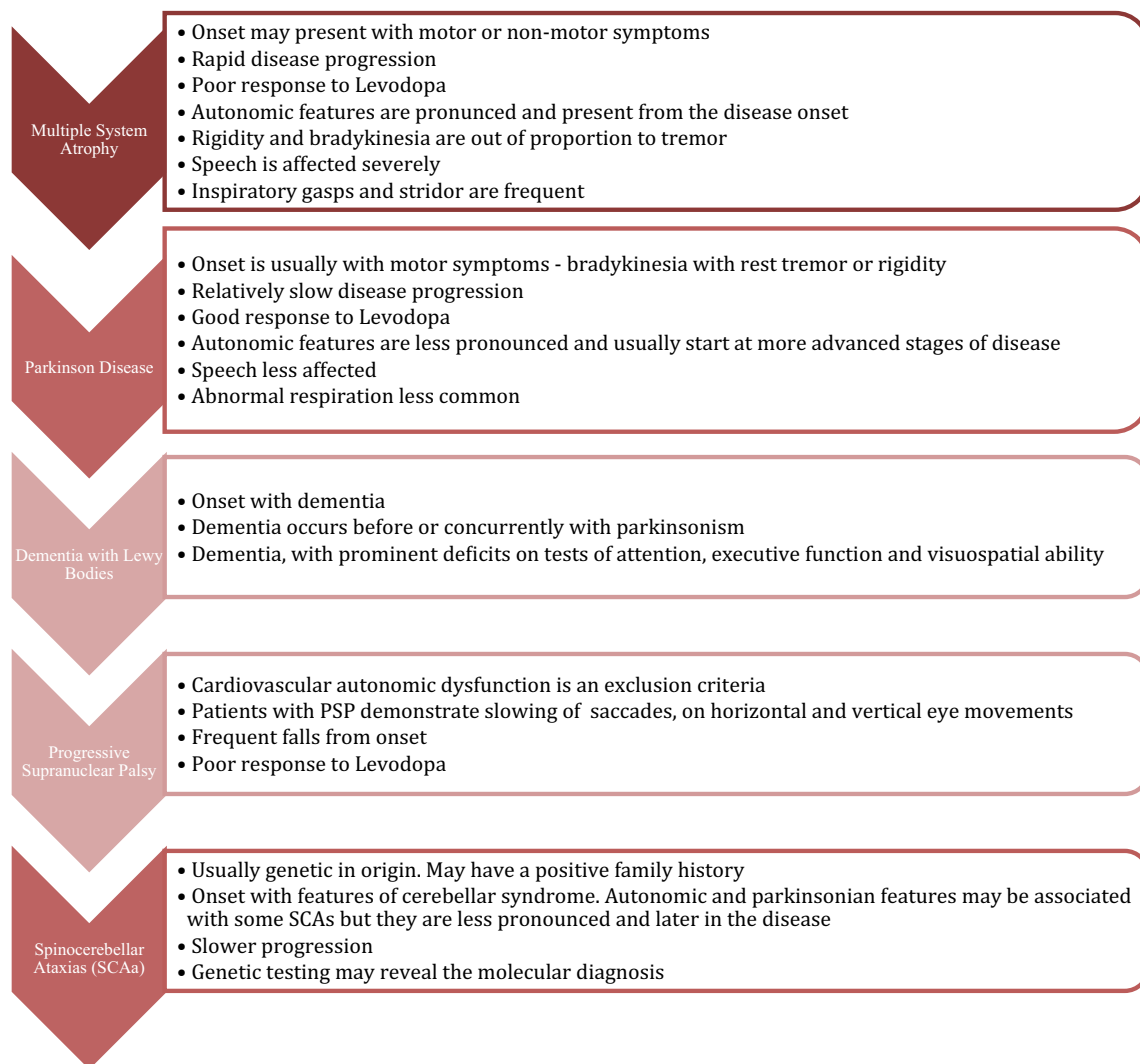 Multiple System
Atrophy
• Onset may present with motor or non-motor symptoms
• Rapid disease progression
• Poor response to Levodopa
• Autonomic features are pronunced and present from the disease onset
• Rigidity and bradykinesia are out of proportion to tremor
• Speech is affected severely
• Inspiratory gasps and stridor are frequent
Parkinson Disease
• Onset is usually with motor symptoms - bradykinesia with rest tremor or rigidity
• Relatively slow disease progression
• Good response to Levodopa
• Autonomic features are less pronounced and usually start at more advanced stages of disease
• Speech less affected
• Abnormal respiration less common
Dementia with Lewy
Bodies
• Onset with dementia
• Dementia occurs before or concurrently with parkinsonism
• Dementia, with prominent deficits on tests of attention, executive function and visuospatial ability
Progressive
Supranuclear Palsy
• Cardiovascular autonomic dysfunction is an exclusion criteria
• Patients with PSP demonstrate slowing of saccades, on horizontal and vertical eye movements
• Frequent falls from onset
• Poor response to Levodopa
Spinocerebellar
Ataxias (SCAa)
• Usually genetic in origin. May have a positive family history
• Onset with features of cerebellar syndrome. Autonomic and parkinsonian features may be associated
with some SCAs but they are less pronounced and later in the disease
• Slower progression
• Genetic testing may reveal the molecular diagnosis